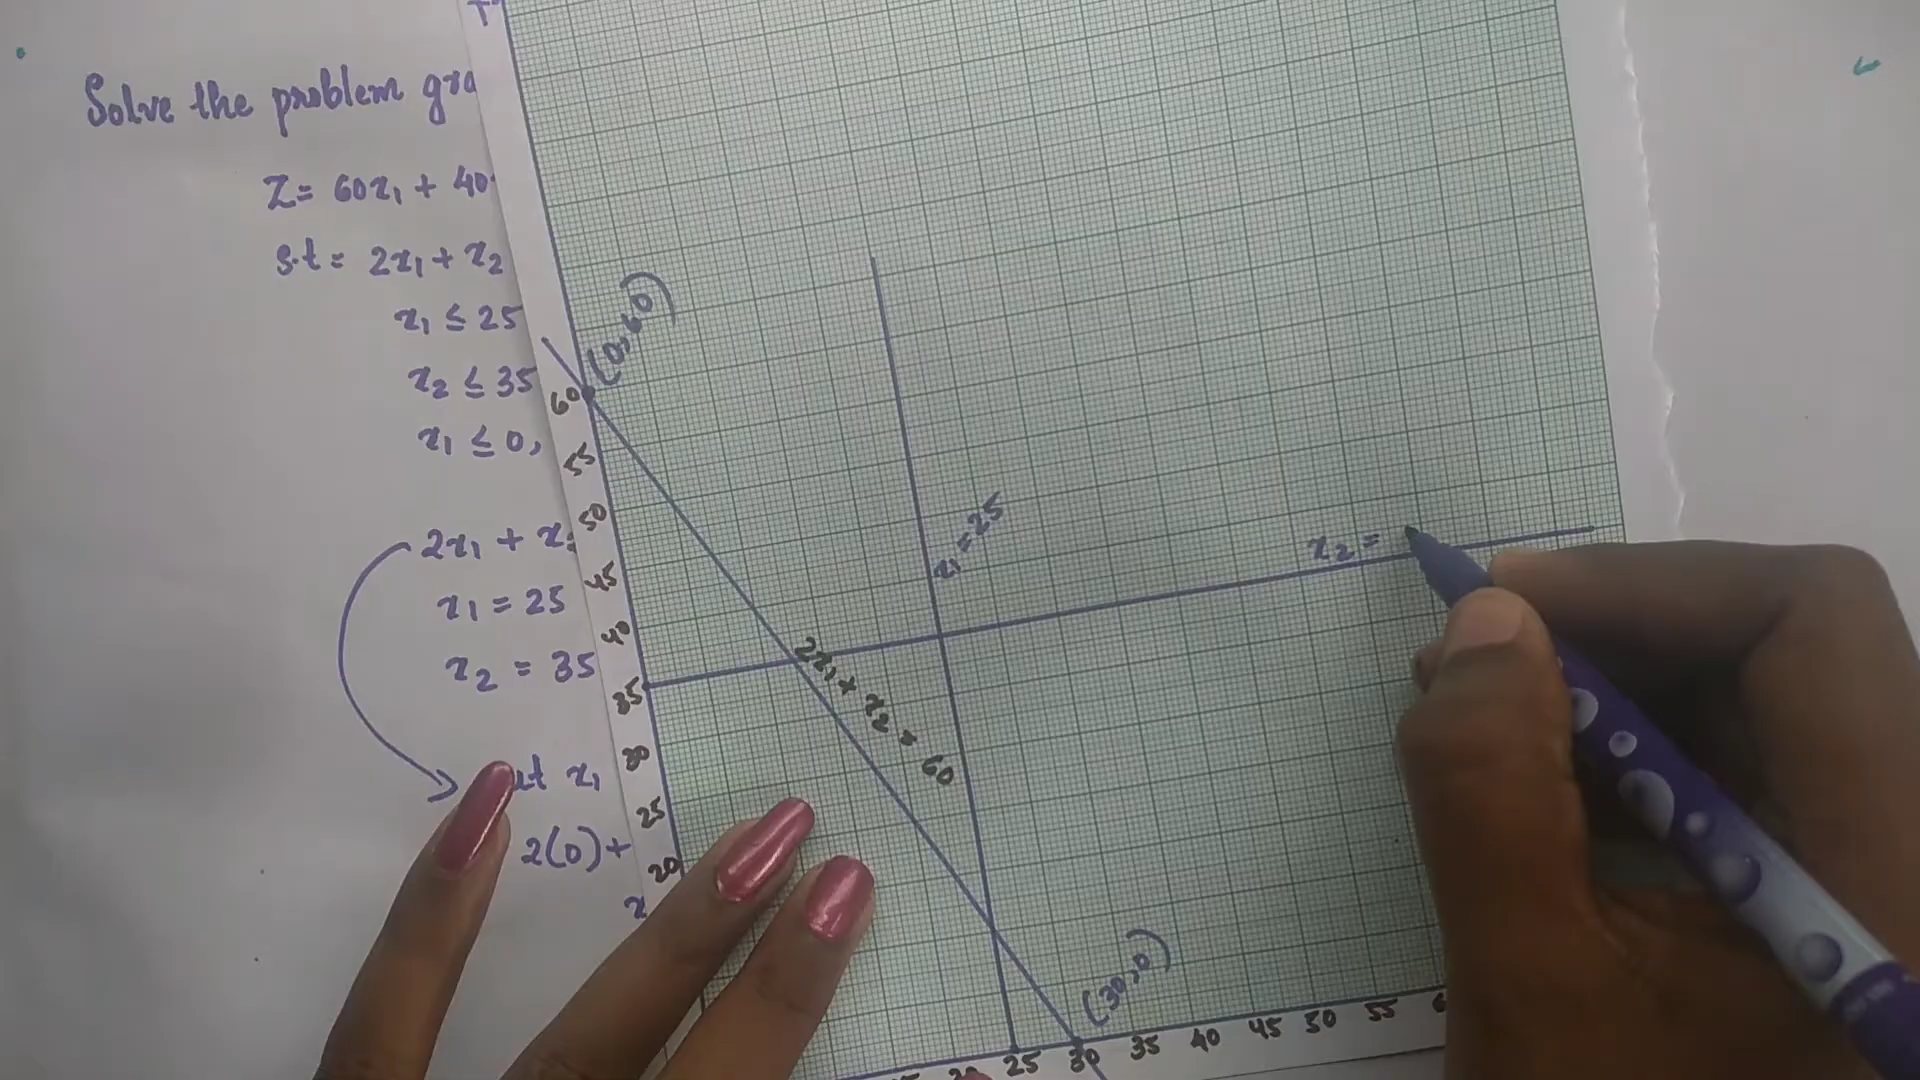 Solve the problem gra
Z= 60x₁ + 40
s.t = 2x₁ + x₂
x₁ ≤ 25
x₂ ≤ 35
x₁ ≤ 0,
2x₁ + x₂
x₁ = 25
x₂ = 35
x₁
2(0)+
x
(0,60)
60
55
50
45
40
35
30
25
20
x₁ = 25
x₂ =
2x₁ + x₂ = 60
(30,0)
25 30 35 40 45 50 55